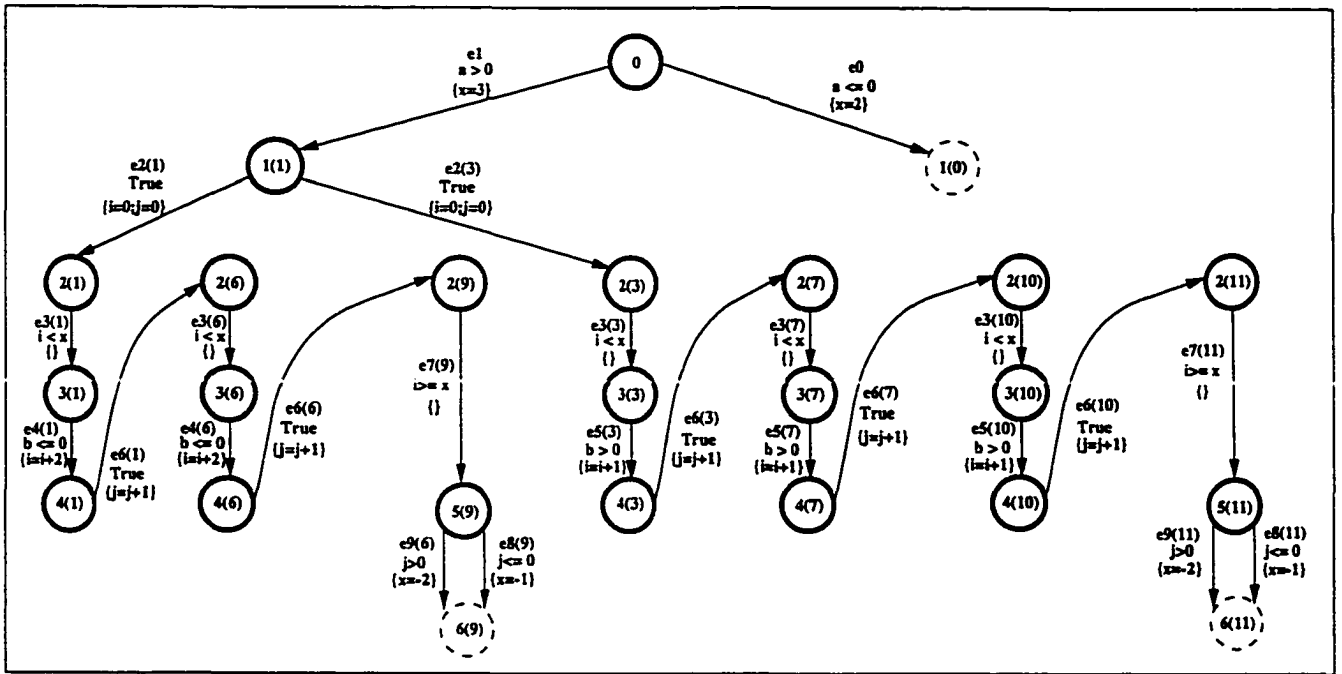 0
e1
a > 0
{x=3}
e0
a <= 0
{x=2}
1(1)
1(0)
e2(1)
True
{i=0;j=0}
e2(3)
True
{i=0;j=0}
2(1)
2(6)
2(9)
2(3)
2(7)
2(10)
2(11)
e3(1)
i < x
{}
e3(6)
i < x
{}
e7(9)
i>= x
{}
e3(3)
i < x
{}
e3(7)
i < x
{}
e3(10)
i < x
{}
e7(11)
i>= x
{}
3(1)
3(6)
3(3)
3(7)
3(10)
e4(1)
b <= 0
{i=i+2}
e6(1)
True
{j=j+1}
e4(6)
b <= 0
{i=i+2}
e6(6)
True
{j=j+1}
e5(3)
b > 0
{i=i+1}
e6(3)
True
{j=j+1}
e5(7)
b > 0
{i=i+1}
e6(7)
True
{j=j+1}
e5(10)
b > 0
{i=i+1}
e6(10)
True
{j=j+1}
4(1)
4(6)
5(9)
4(3)
4(7)
4(10)
5(11)
e9(6)
j>0
{x=-2}
e8(9)
j<= 0
{x=-1}
e9(11)
j>0
{x=-2}
e8(11)
j<= 0
{x=-1}
6(9)
6(11)